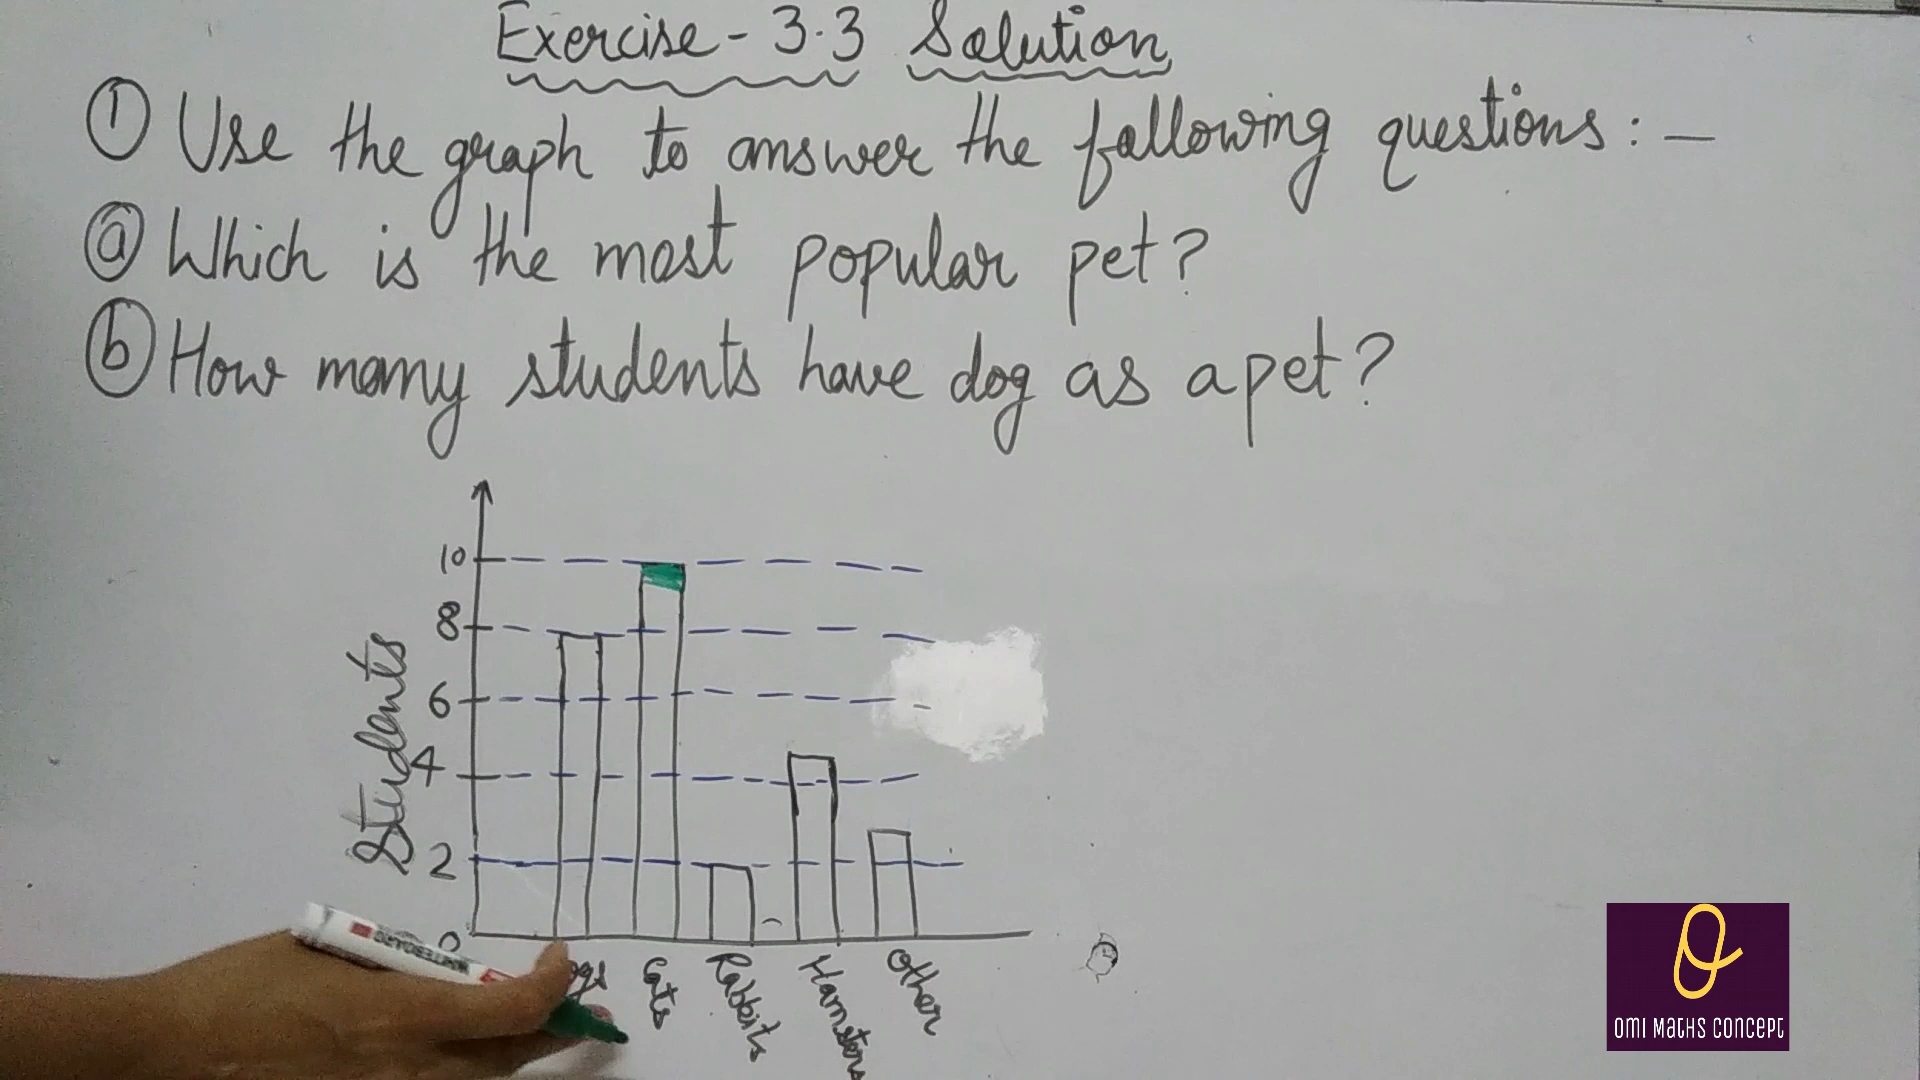 Exercise - 3.3 Solution
① Use the graph to answer the following questions : —
ⓐ Which is the most popular pet?
ⓑ How many students have dog as a pet?
10
8
6
4
2
0
Students
Cats
Rabbits
Hamsters
Other
OMI MATHS CONCEPT